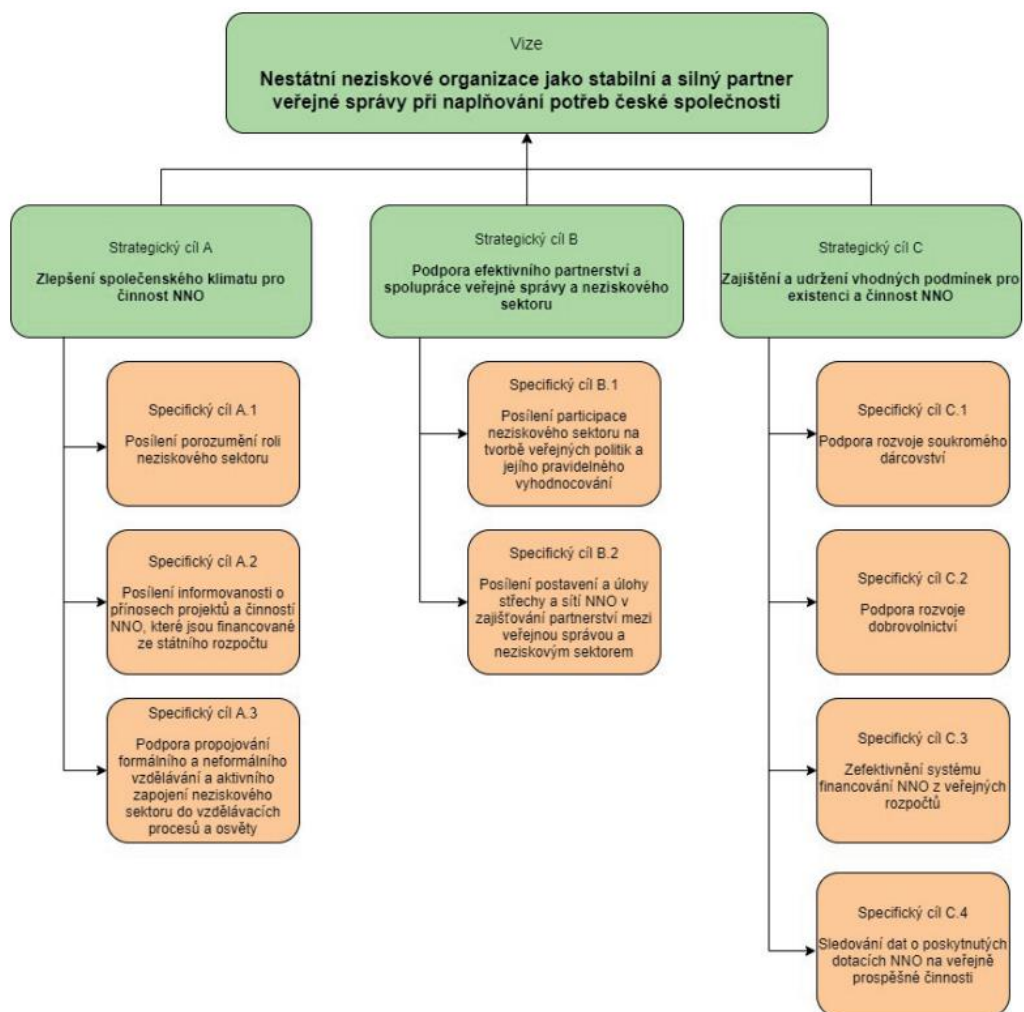 Vize
Nestátní neziskové organizace jako stabilní a silný partner
veřejné správy při naplňování potřeb české společnosti
Strategický cíl A
Zlepšení společenského klimatu pro
činnost NNO
Strategický cíl B
Podpora efektivního partnerství a
spolupráce veřejné správy a neziskového
sektoru
Strategický cíl C
Zajištění a udržení vhodných podmínek pro
existenci a činnost NNO
Specifický cíl A.1
Posílení porozumění roli
neziskového sektoru
Specifický cíl A.2
Posílení informovanosti o
přínosech projektů a činností
NNO, které jsou financované
ze státního rozpočtu
Specifický cíl A.3
Podpora propojování
formálního a neformálního
vzdělávání a aktivního
zapojení neziskového
sektoru do vzdělávacích
procesů a osvěty
Specifický cíl B.1
Posílení participace
neziskového sektoru na
tvorbě veřejných politik a
jejího pravidelného
vyhodnocování
Specifický cíl B.2
Posílení postavení a úlohy
střechy a sítí NNO v
zajišťování partnerství mezi
veřejnou správou a
neziskovým sektorem
Specifický cíl C.1
Podpora rozvoje soukromého
dárcovství
Specifický cíl C.2
Podpora rozvoje
dobrovolnictví
Specifický cíl C.3
Zefektivnění systému
financování NNO z veřejných
rozpočtů
Specifický cíl C.4
Sledování dat o poskytnutých
dotacích NNO na veřejně
prospěšné činnosti